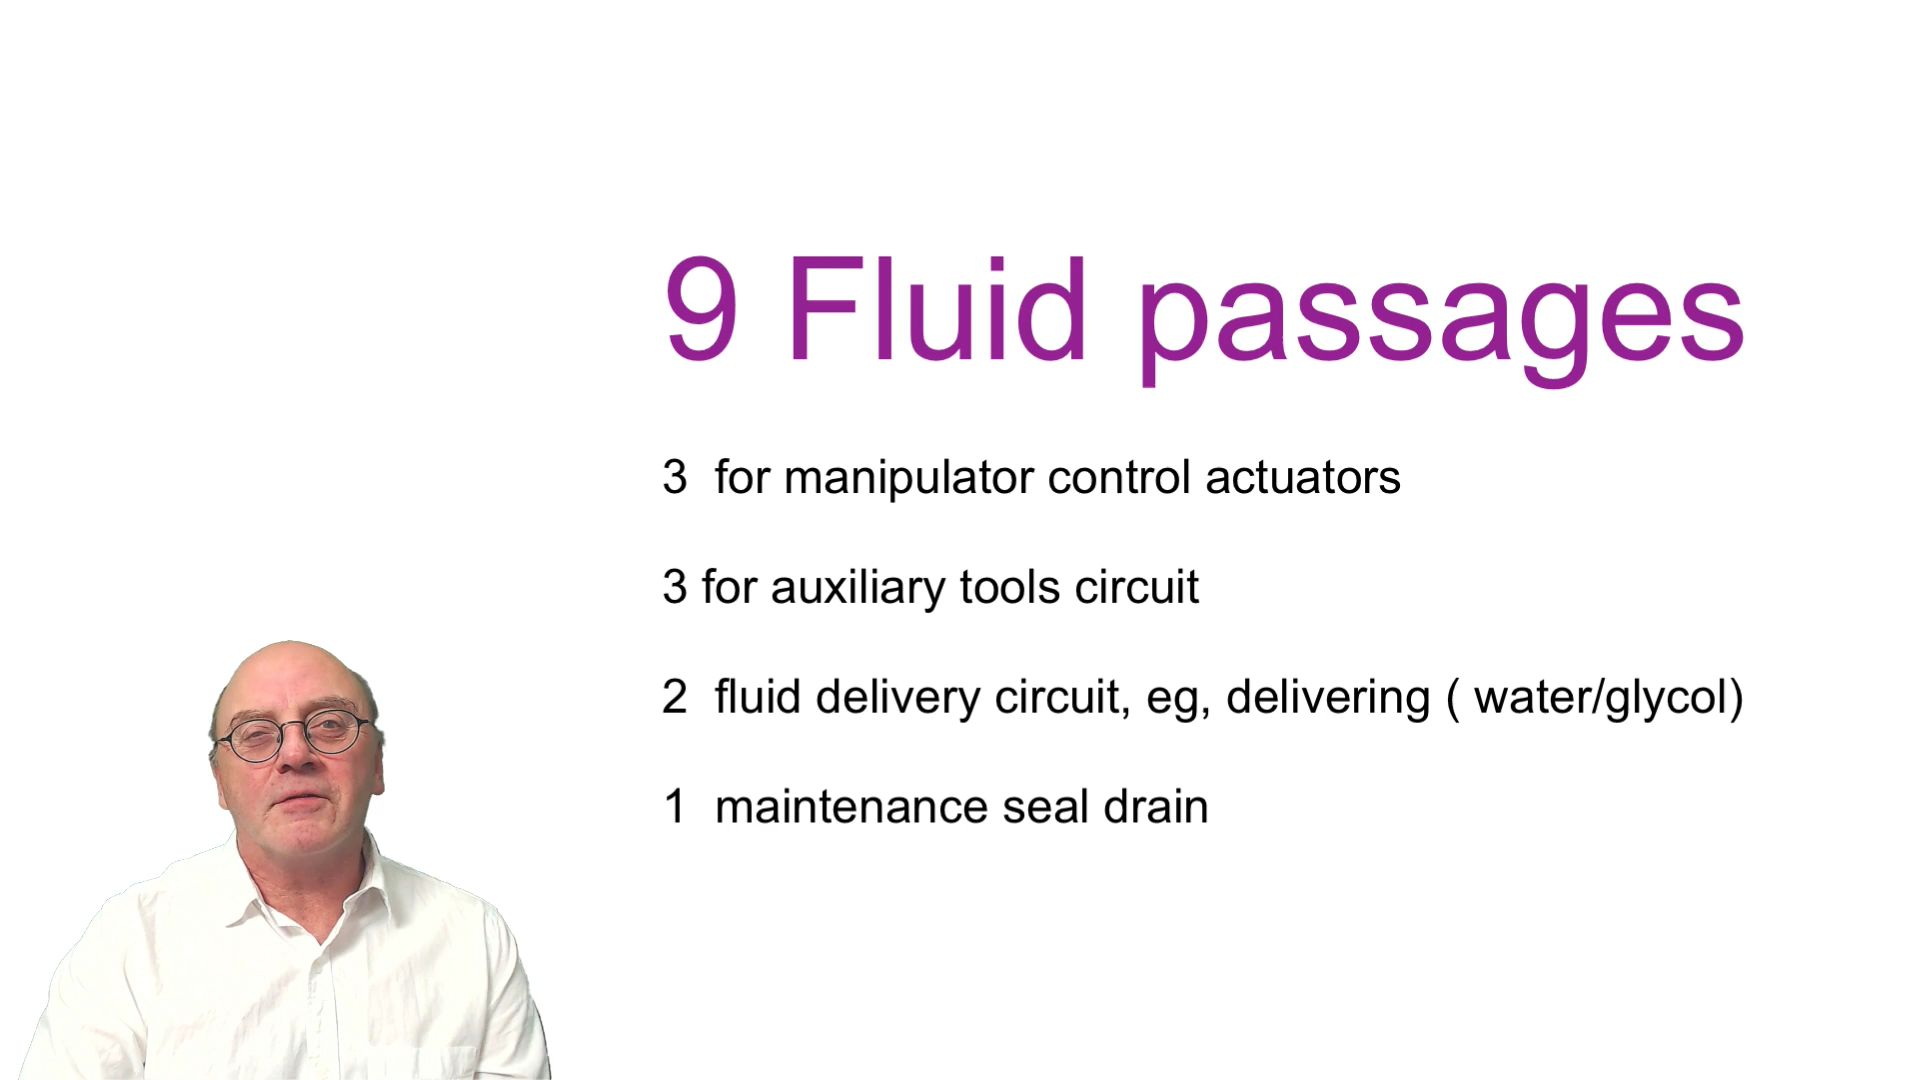 9 Fluid passages
3 for manipulator control actuators
3 for auxiliary tools circuit
2 fluid delivery circuit, eg, delivering ( water/glycol)
1 maintenance seal drain